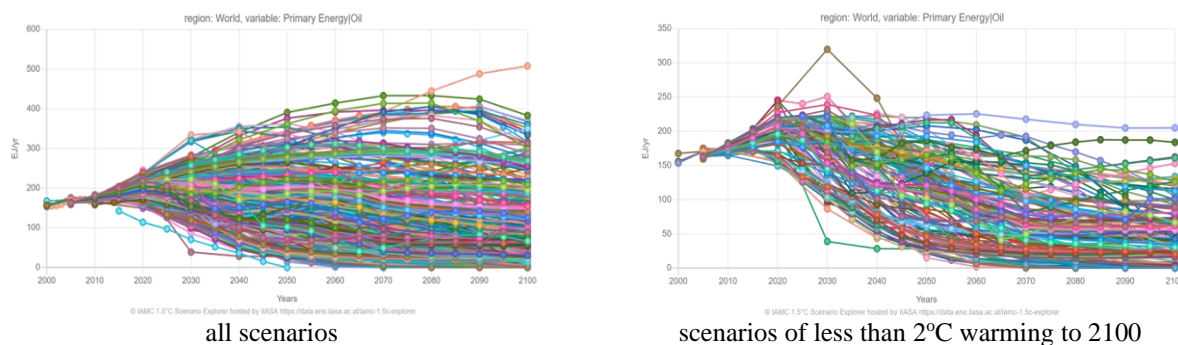 region: World, variable: Primary Energy|Oil
600
500
400
300
200
100
0
EJ/yr
2000 2010 2020 2030 2040 2050 2060 2070 2080 2090 2100
Years
© IAMC 1.5°C Scenario Explorer hosted by IIASA https://data.ene.iiasa.ac.at/iamc-1.5c-explorer
all scenarios
region: World, variable: Primary Energy|Oil
350
300
250
200
150
100
50
0
EJ/yr
2000 2010 2020 2030 2040 2050 2060 2070 2080 2090 210
Years
© IAMC 1.5°C Scenario Explorer hosted by IIASA https://data.ene.iiasa.ac.at/iamc-1.5c-explorer
scenarios of less than 2°C warming to 2100